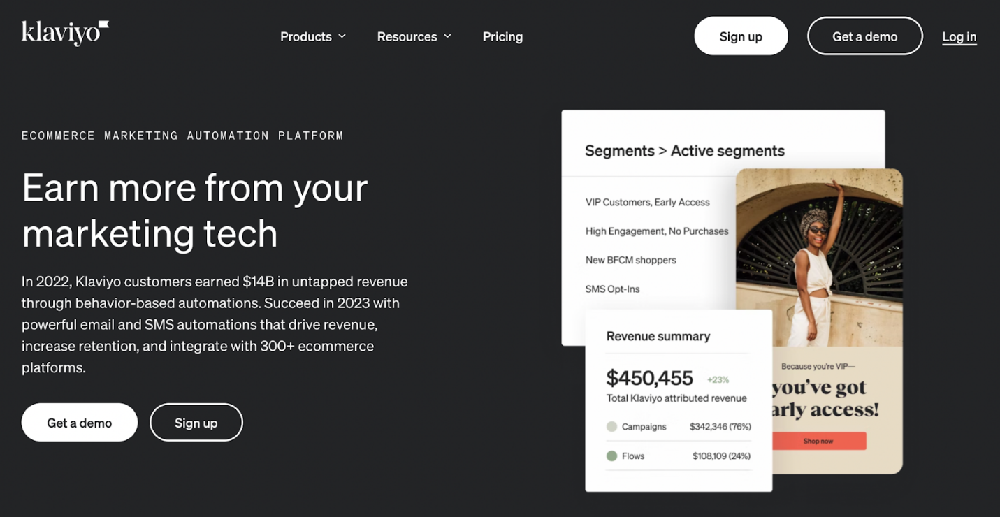 klaviyo
Products
Resources
Pricing
Sign up
Get a demo
Log in
ECOMMERCE MARKETING AUTOMATION PLATFORM
Earn more from your
marketing tech
In 2022, Klaviyo customers earned $14B in untapped revenue
through behavior-based automations. Succeed in 2023 with
powerful email and SMS automations that drive revenue,
increase retention, and integrate with 300+ ecommerce
platforms.
Get a demo
Sign up
Segments > Active segments
VIP Customers, Early Access
High Engagement, No Purchases
New BFCM shoppers
SMS Opt-Ins
Revenue summary
$450,455 +23%
Total Klaviyo attributed revenue
Campaigns $342,346 (76%)
Flows $108,109 (24%)
Because you're VIP—
you've got
arly access!
Shop now